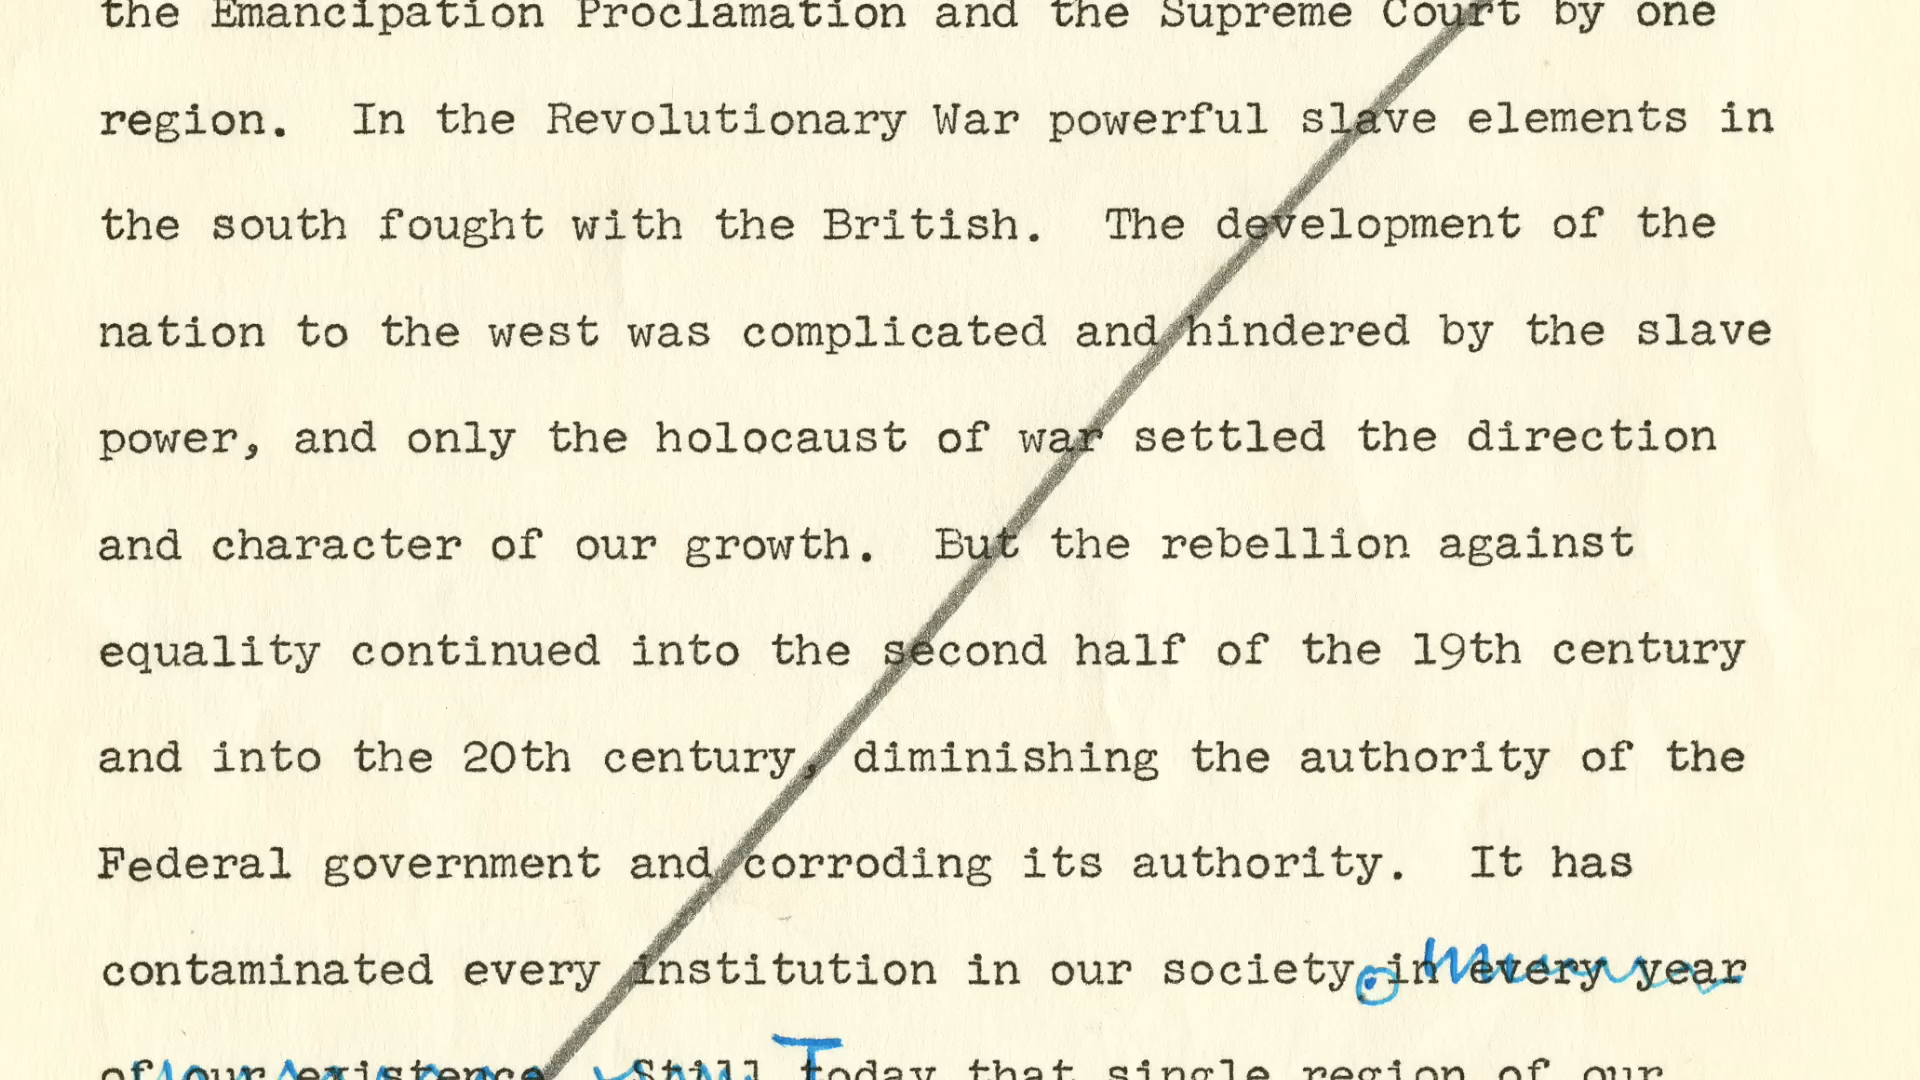 the Emancipation Proclamation and the Supreme Court by one
region. In the Revolutionary War powerful slave elements in
the south fought with the British. The development of the
nation to the west was complicated and hindered by the slave
power, and only the holocaust of war settled the direction
and character of our growth. But the rebellion against
equality continued into the second half of the 19th century
and into the 20th century, diminishing the authority of the
Federal government and corroding its authority. It has
contaminated every institution in our society. in every year
of our existence. Still Today that single region of our